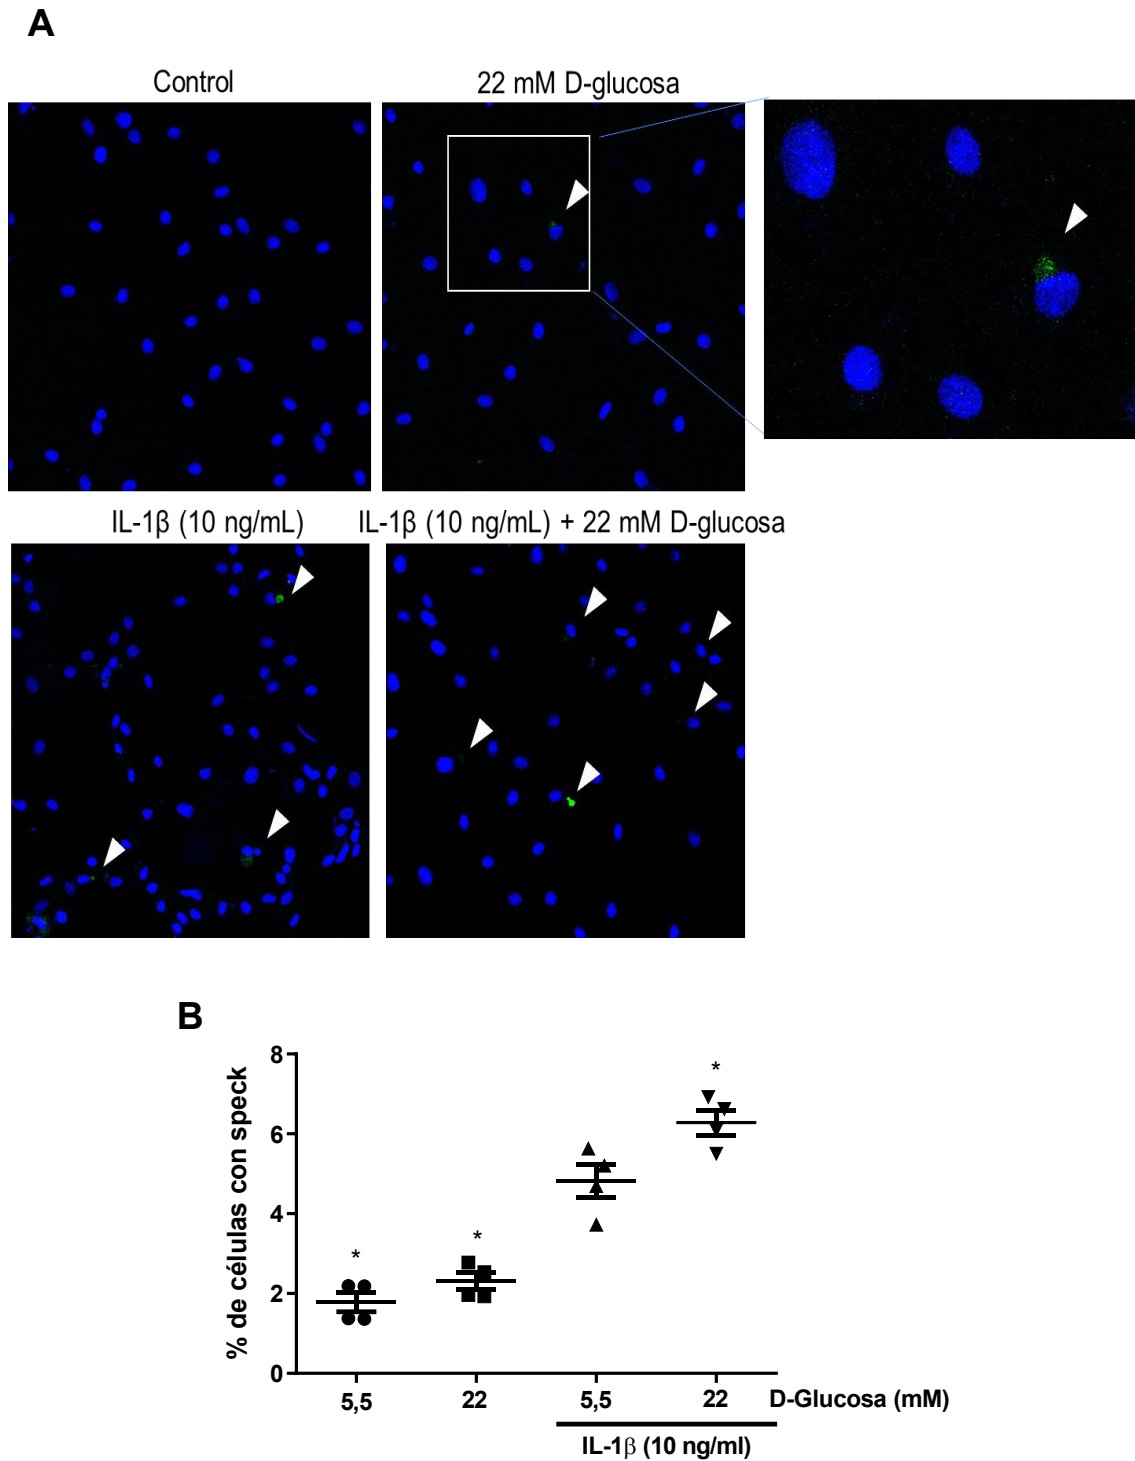 A
Control
22 mM D-glucosa
IL-1β (10 ng/mL)
IL-1β (10 ng/mL) + 22 mM D-glucosa
B
% de células con speck
8
6
4
2
0
*
*
*
5,5
22
5,5
22
D-Glucosa (mM)
IL-1β (10 ng/ml)